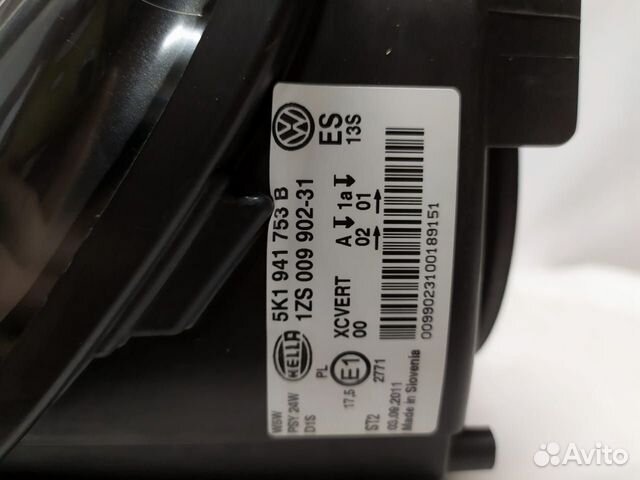 ES
13S
5K1 941 753 B
1ZS 009 902-31
A 1a
02 01
XCVERT
00
HELLA
PL
17,5 E1
2771
W5W
PSY 24W
D1S
ST2
03.09.2011
Made in Slovenia
0099023100189151
Avito